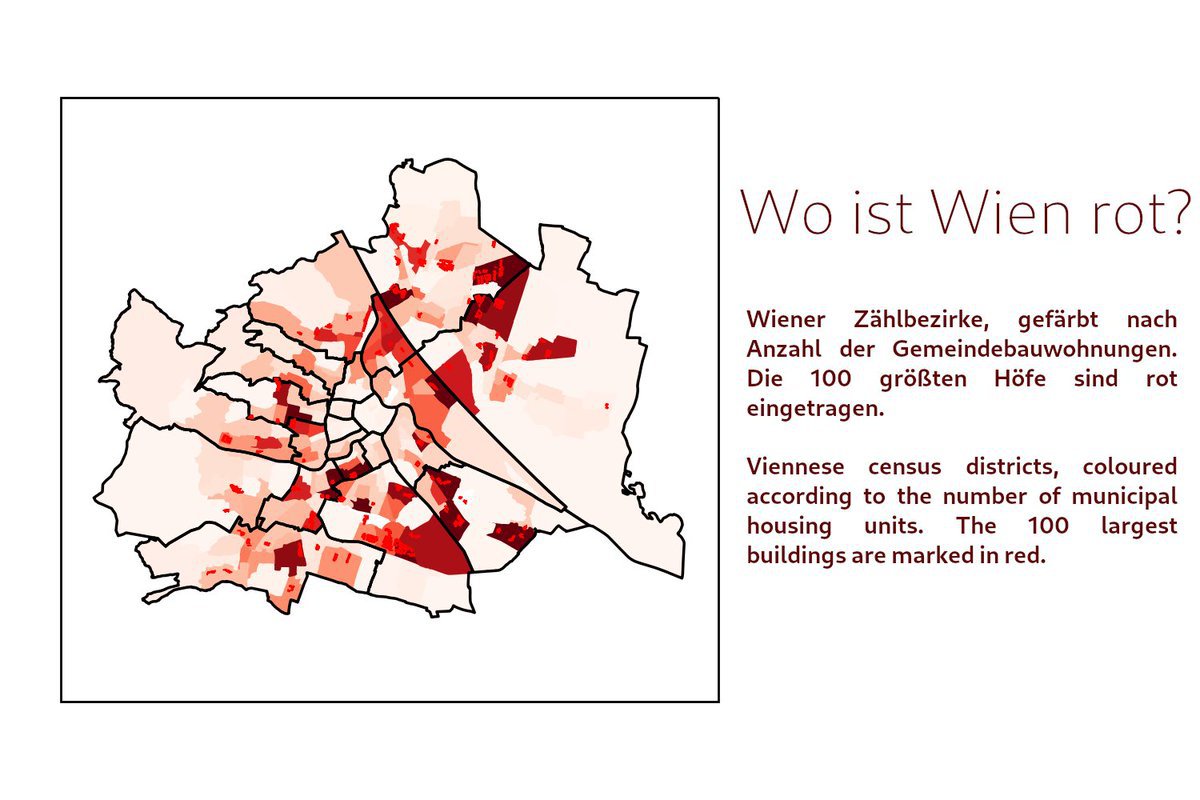 Wo ist Wien rot?
Wiener Zählbezirke, gefärbt nach
Anzahl der Gemeindebauwohnungen.
Die 100 größten Höfe sind rot
eingetragen.
Viennese census districts, coloured
according to the number of municipal
housing units. The 100 largest
buildings are marked in red.